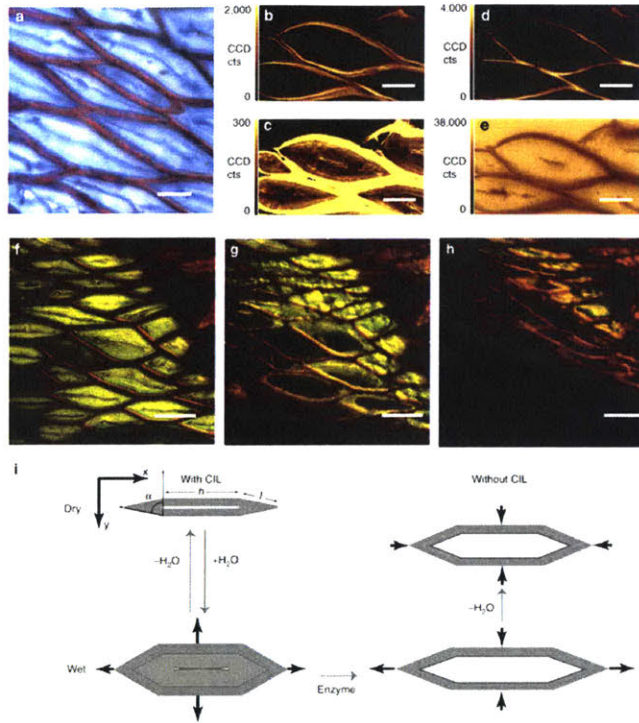 a
b
2,000
CCD
cts
0
c
300
CCD
cts
0
d
4,000
CCD
cts
0
e
38,000
CCD
cts
0
f
g
h
i
Dry
x
y
α
With CIL
h
l
−H₂O
+H₂O
Wet
Enzyme
Without CIL
−H₂O